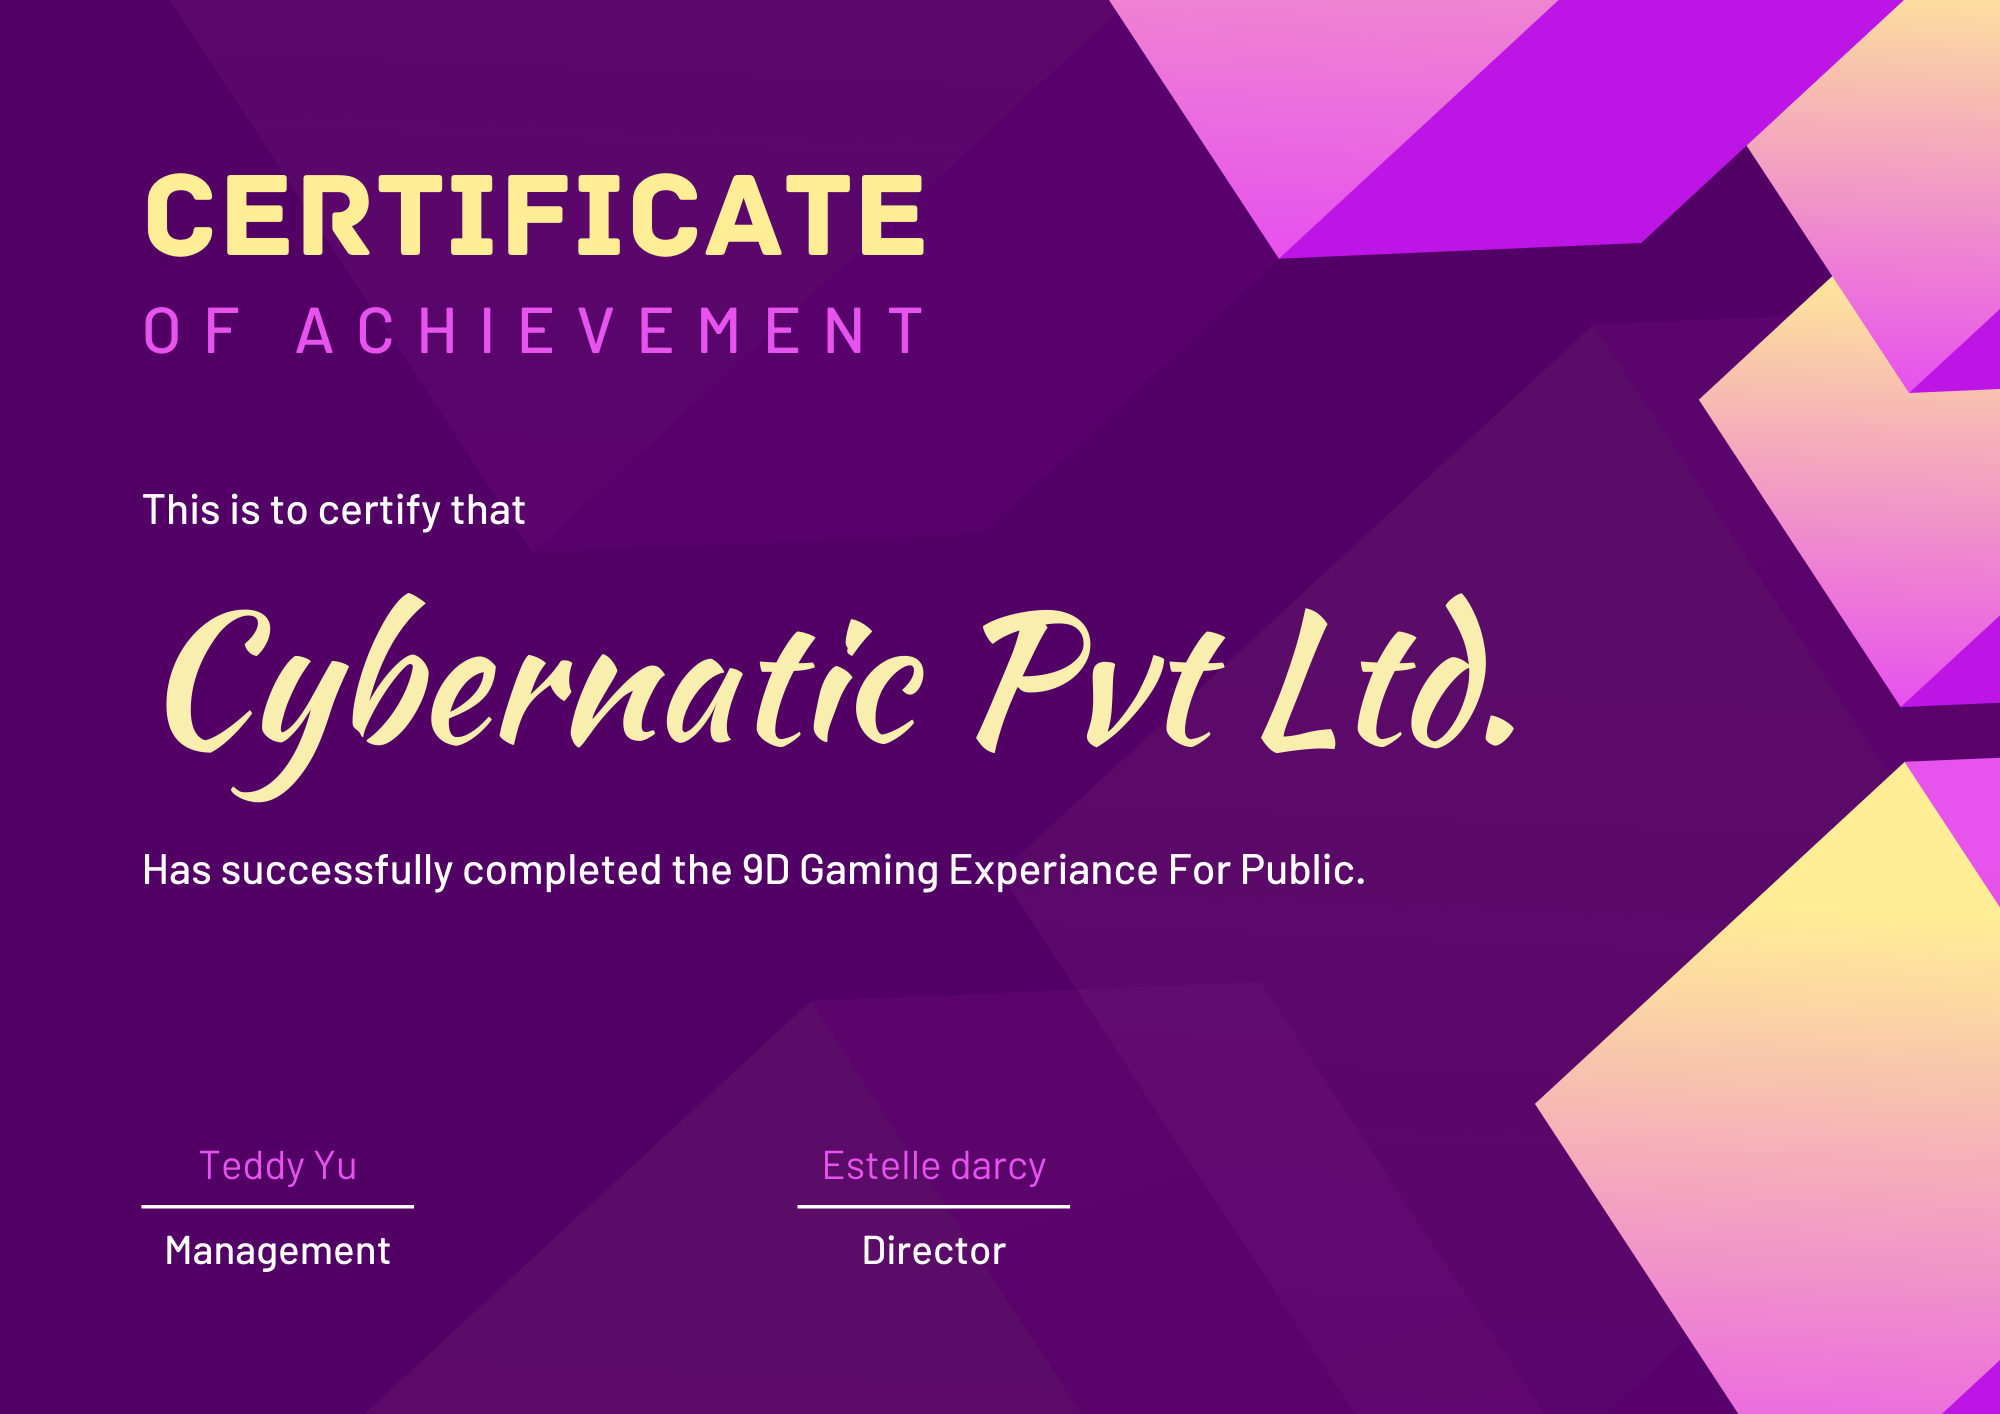 CERTIFICATE
OF ACHIEVEMENT
This is to certify that
Cybernatic Pvt Ltd.
Has successfully completed the 9D Gaming Experiance For Public.
Teddy Yu
Estelle darcy
Management
Director